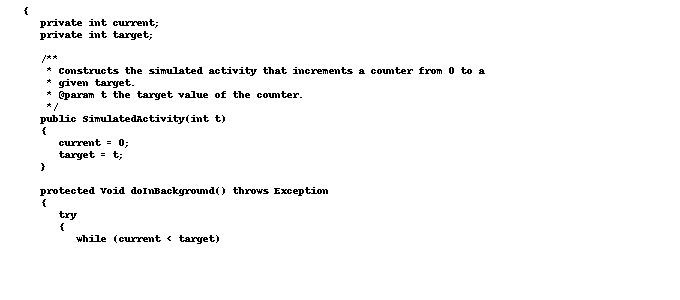 {
   private int current;
   private int target;

   /**
    * Constructs the simulated activity that increments a counter from 0 to a
    * given target.
    * @param t the target value of the counter.
    */
   public SimulatedActivity(int t)
   {
      current = 0;
      target = t;
   }

   protected Void doInBackground() throws Exception
   {
      try
      {
         while (current < target)